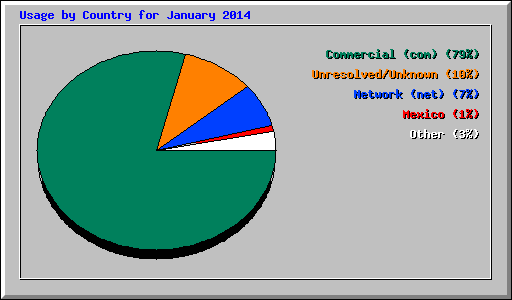 Usage by Country for January 2014
Commercial (com) (79%)
Unresolved/Unknown (10%)
Network (net) (7%)
Mexico (1%)
Other (3%)